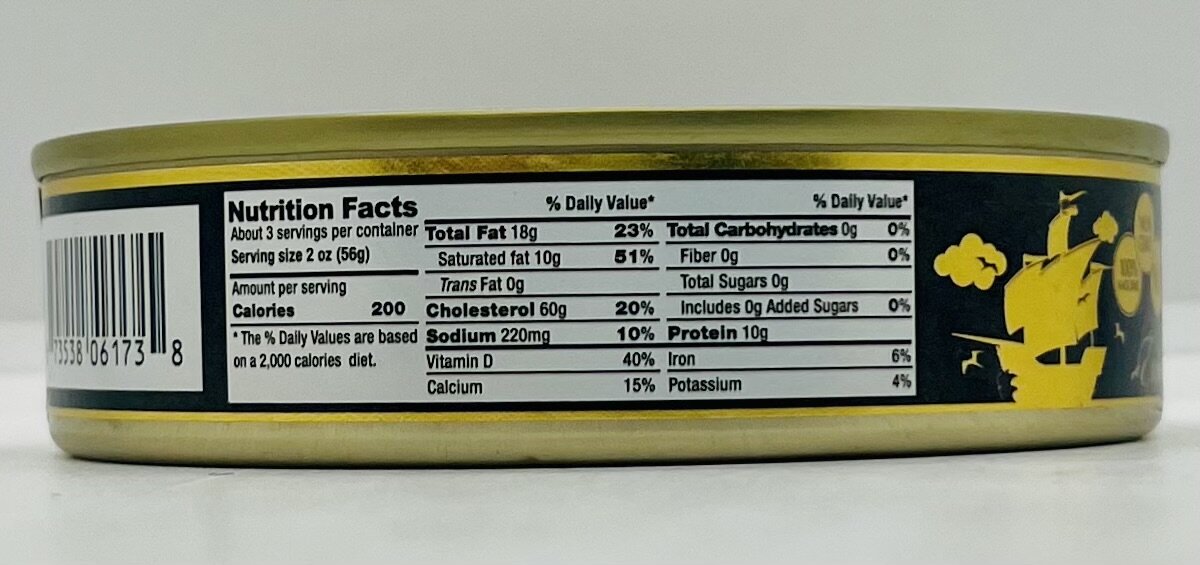 73538 06173 8
Nutrition Facts
About 3 servings per container
Serving size 2 oz (56g)
Amount per serving
Calories 200
* The % Daily Values are based
on a 2,000 calories diet.
% Daily Value*
Total Fat 18g 23%
Saturated fat 10g 51%
Trans Fat 0g
Cholesterol 60g 20%
Sodium 220mg 10%
Vitamin D 40%
Calcium 15%
% Daily Value*
Total Carbohydrates 0g 0%
Fiber 0g 0%
Total Sugars 0g
Includes 0g Added Sugars 0%
Protein 10g
Iron 6%
Potassium 4%